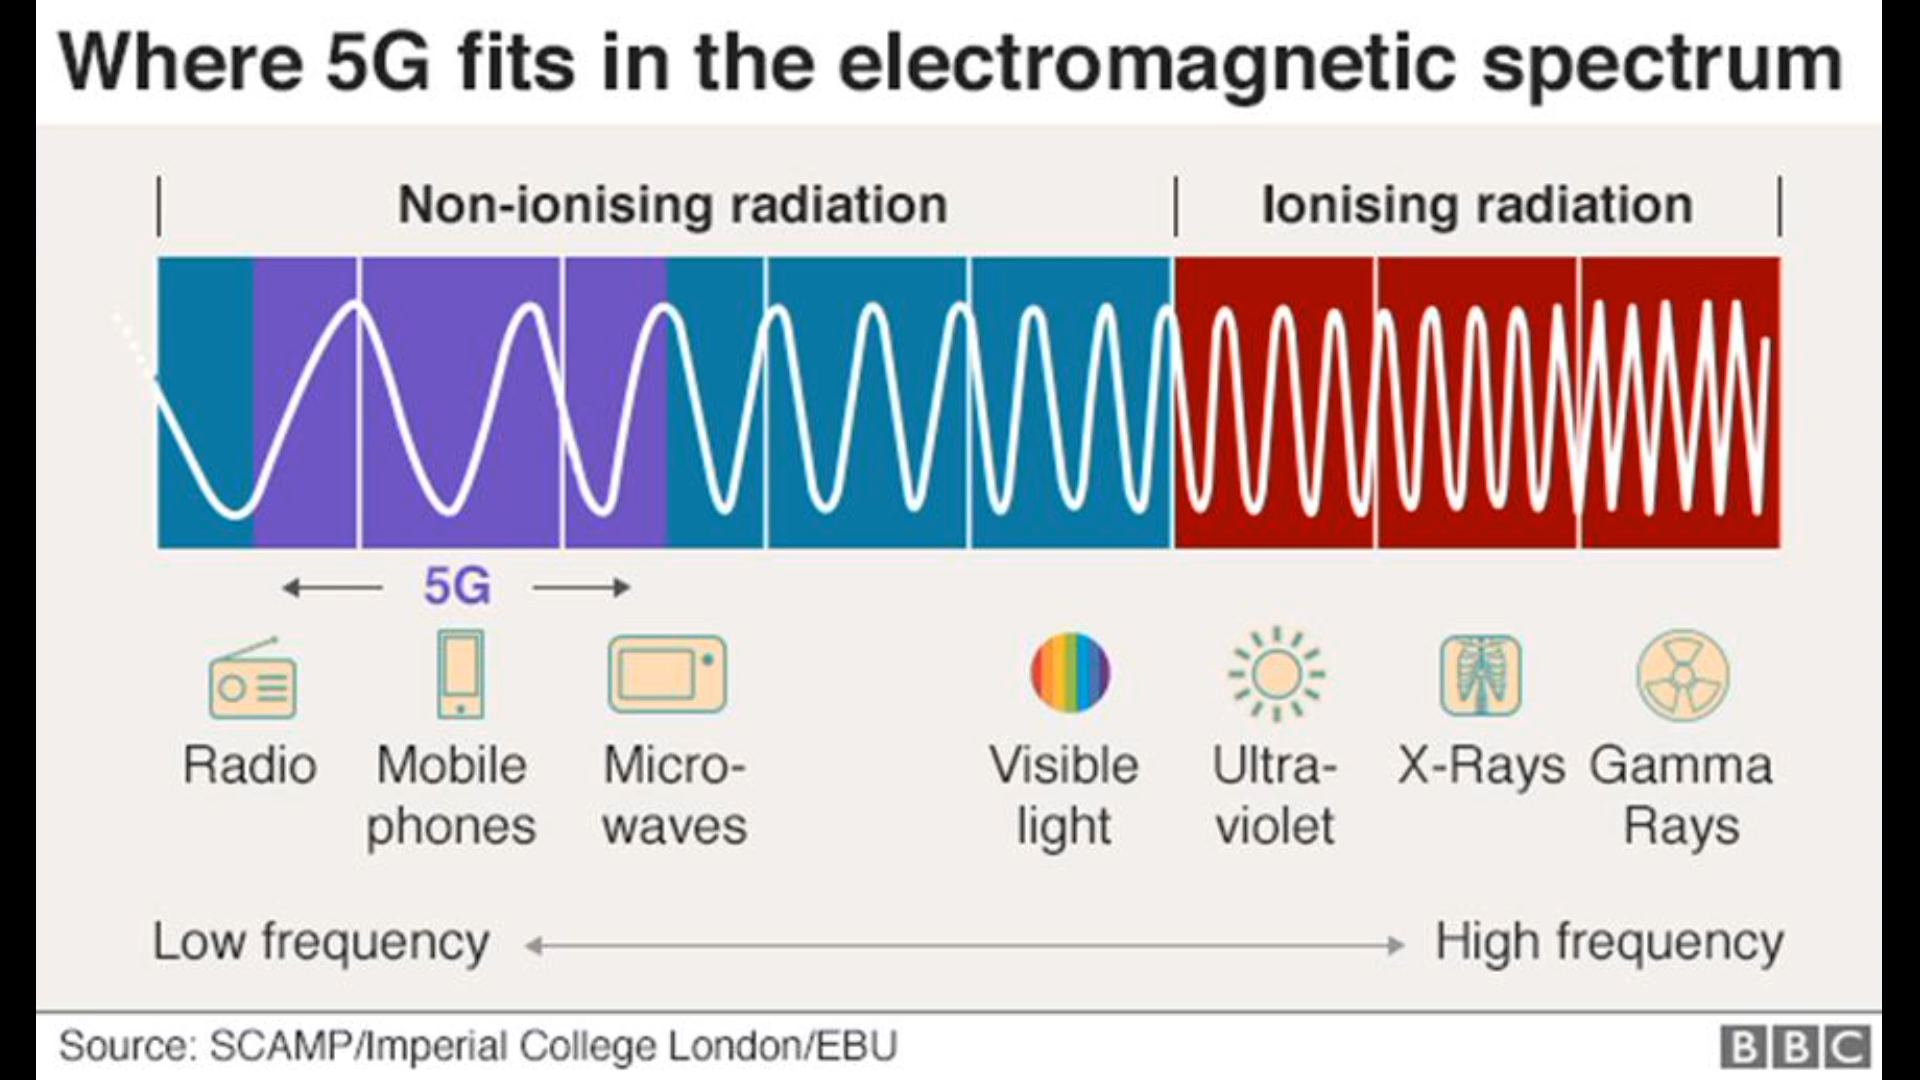 Where 5G fits in the electromagnetic spectrum
Non-ionising radiation
Ionising radiation
5G
Radio
Mobile
phones
Micro-
waves
Visible
light
Ultra-
violet
X-Rays
Gamma
Rays
Low frequency
High frequency
Source: SCAMP/Imperial College London/EBU
BBC